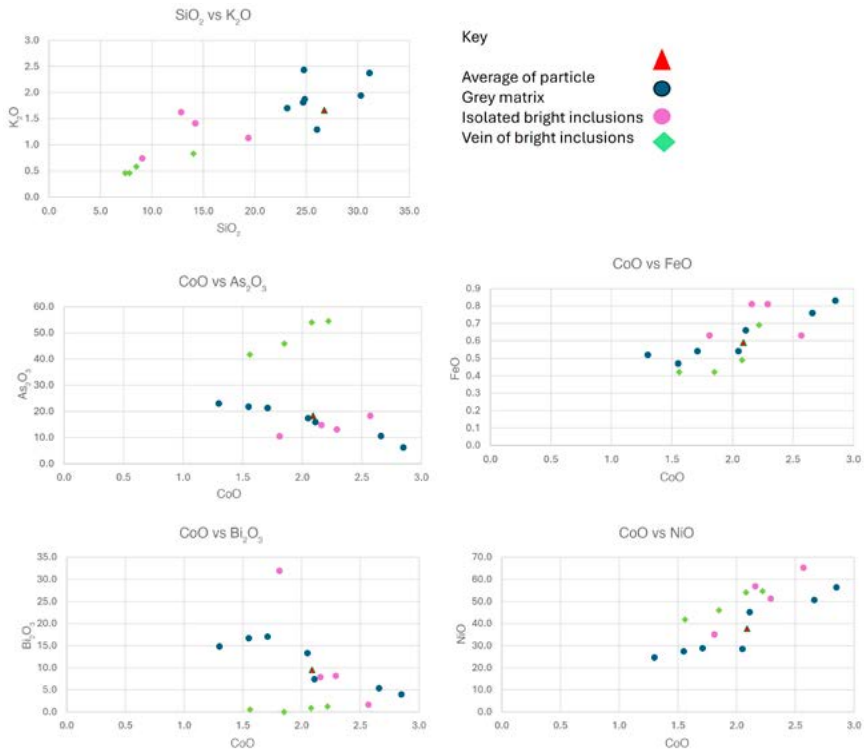 SiO₂ vs K₂O
3.0
2.5
2.0
1.5
1.0
0.5
0.0
K₂O
0.0 5.0 10.0 15.0 20.0 25.0 30.0 35.0
SiO₂
Key
Average of particle
Grey matrix
Isolated bright inclusions
Vein of bright inclusions
CoO vs As₂O₃
60.0
50.0
40.0
30.0
20.0
10.0
0.0
As₂O₃
0.0 0.5 1.0 1.5 2.0 2.5 3.0
CoO
CoO vs FeO
0.9
0.8
0.7
0.6
0.5
0.4
0.3
0.2
0.1
0.0
FeO
0.0 0.5 1.0 1.5 2.0 2.5 3.0
CoO
CoO vs Bi₂O₃
35.0
30.0
25.0
20.0
15.0
10.0
5.0
0.0
Bi₂O₃
0.0 0.5 1.0 1.5 2.0 2.5 3.0
CoO
CoO vs NiO
70.0
60.0
50.0
40.0
30.0
20.0
10.0
0.0
NiO
0.0 0.5 1.0 1.5 2.0 2.5 3.0
CoO